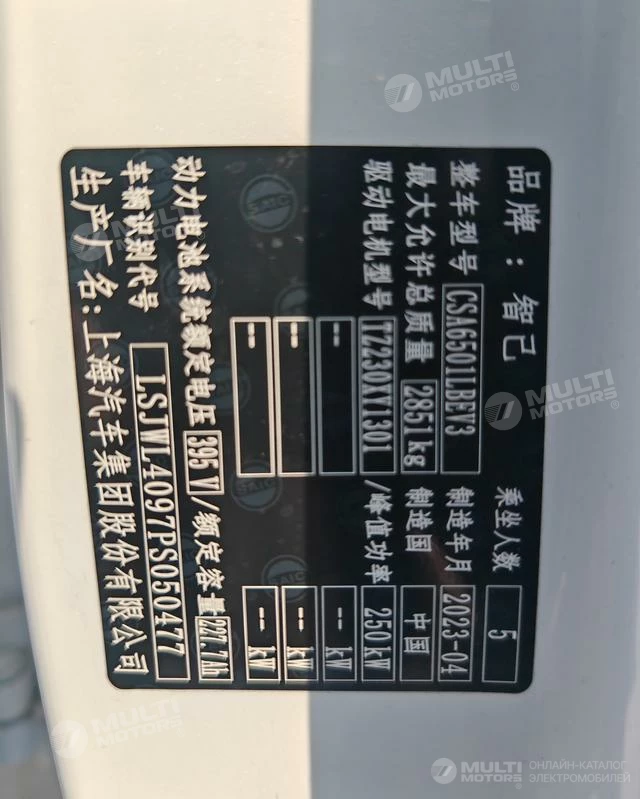 品牌：智己 乘坐人数 5
整车型号 CSA6501LBEV3 制造年月 2023-04
最大允许总质量 2851kg 制造国 中国
驱动电机型号 TZ230XY1301 /峰值功率 250kW
-- -- kW
-- -- kW
-- -- kW
动力电池系统额定电压 395 V /额定容量 227.7Ah
车辆识别代号 LSJWL4097PS050477
生产厂名：上海汽车集团股份有限公司
SAIC
MULTI MOTORS®
MULTI MOTORS®
MULTI MOTORS
MULTI MOTORS
MULTI MOTORS ОНЛАЙН-КАТАЛОГ ЭЛЕКТРОМОБИЛЕЙ